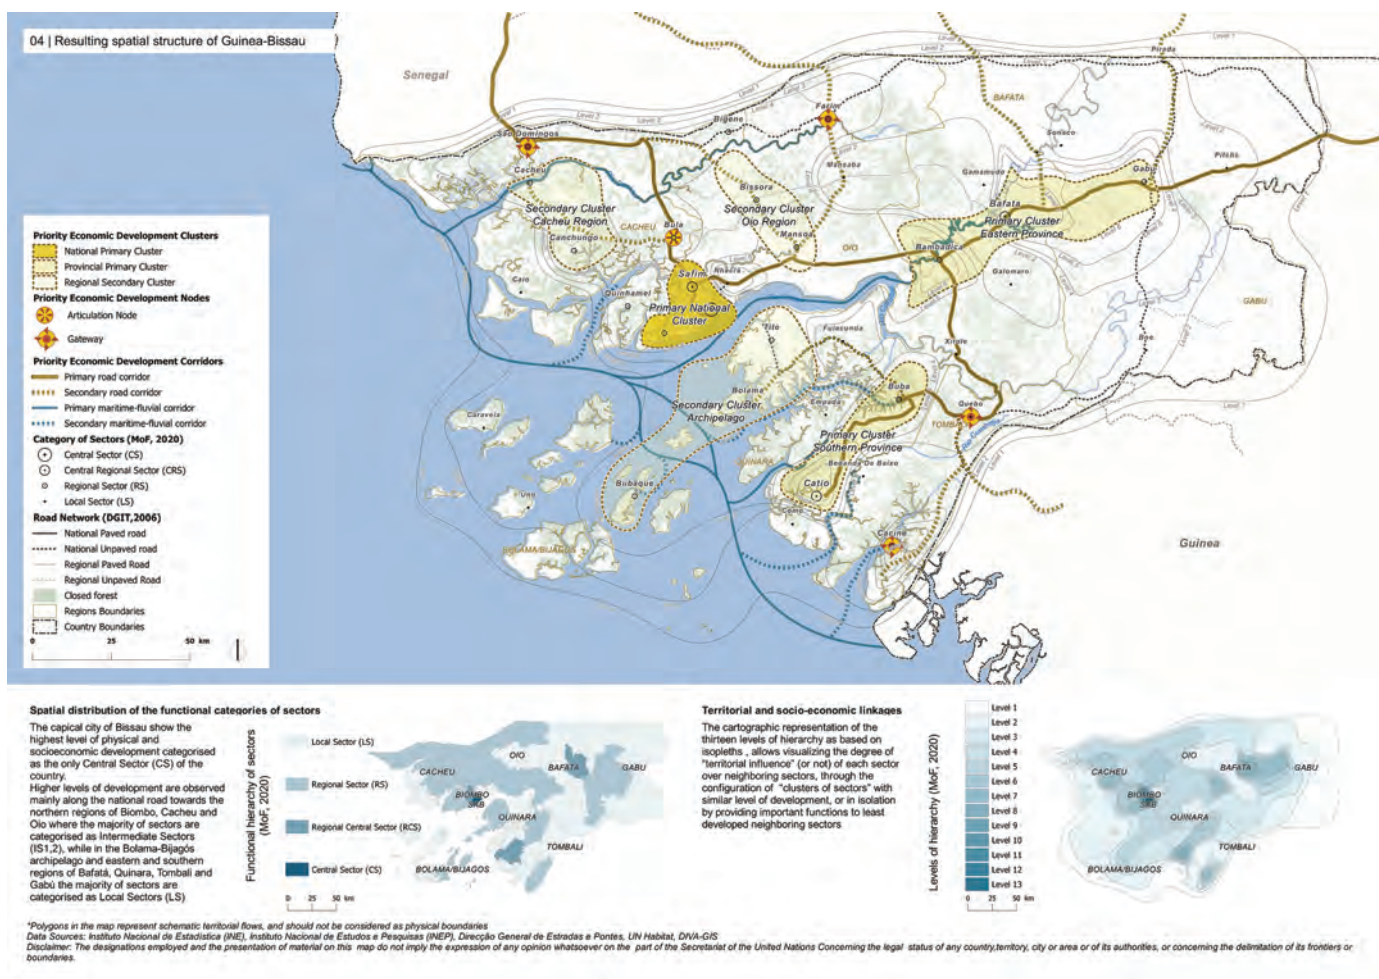 04 | Resulting spatial structure of Guinea-Bissau
Senegal
Level 1
Level 2
Pirada
Level 1
São Domingos
Bigene
Farim
BAFATA
Sonaco
Cacheu
Mansaba
Gamamudo
Gabu
Pitche
Bissora
Secondary Cluster
Cacheu Region
Secondary Cluster
Oio Region
Bafata
Primary Cluster
Eastern Province
CACHEU
Bula
Canchungo
Mansoa
OIO
Bambadica
Galomaro
Caio
Safim
Nhacra
Quinhamel
GABU
Primary National
Cluster
Tite
Fulacunda
Xitole
Boe
Bolama
Buba
Empada
Quebo
Caravela
Secondary Cluster
Archipelago
TOMBALI
Primary Cluster
Southern Province
QUINARA
Bedanda De Baixo
Bubaque
Catio
Uno
Como
Cacine
BOLAMA/BIJAGOS
Guinea
Priority Economic Development Clusters
National Primary Cluster
Provincial Primary Cluster
Regional Secondary Cluster
Priority Economic Development Nodes
Articulation Node
Gateway
Priority Economic Development Corridors
Primary road corridor
Secondary road corridor
Primary maritime-fluvial corridor
Secondary maritime-fluvial corridor
Category of Sectors (MoF, 2020)
Central Sector (CS)
Central Regional Sector (CRS)
Regional Sector (RS)
Local Sector (LS)
Road Network (DGIT,2006)
National Paved road
National Unpaved road
Regional Paved Road
Regional Unpaved Road
Closed forest
Regions Boundaries
Country Boundaries
0 25 50 km
Spatial distribution of the functional categories of sectors
The capical city of Bissau show the
highest level of physical and
socioeconomic development categorised
as the only Central Sector (CS) of the
country.
Higher levels of development are observed
mainly along the national road towards the
northern regions of Biombo, Cacheu and
Oio where the majority of sectors are
categorised as Intermediate Sectors
(IS1,2), while in the Bolama-Bijagós
archipelago and eastern and southern
regions of Bafatá, Quinara, Tombali and
Gabú the majority of sectors are
categorised as Local Sectors (LS)
Functional hierarchy of sectors
(MoF, 2020)
Local Sector (LS)
Regional Sector (RS)
Regional Central Sector (RCS)
Central Sector (CS)
0 25 50 km
OIO
CACHEU
BAFATA
GABU
BIOMBO
SAB
QUINARA
TOMBALI
BOLAMA/BIJAGOS
Territorial and socio-economic linkages
The cartographic representation of the
thirteen levels of hierarchy as based on
isopleths , allows visualizing the degree of
"territorial influence" (or not) of each sector
over neighboring sectors, through the
configuration of "clusters of sectors" with
similar level of development, or in isolation
by providing important functions to least
developed neighboring sectors
Levels of hierarchy (MoF, 2020)
Level 1
Level 2
Level 3
Level 4
Level 5
Level 6
Level 7
Level 8
Level 9
Level 10
Level 11
Level 12
Level 13
0 25 50 km
OIO
CACHEU
BAFATA
GABU
BIOMBO
SAB
QUINARA
TOMBALI
BOLAMA/BIJAGOS
*Polygons in the map represent schematic territorial flows, and should not be considered as physical boundaries
Data Sources: Instituto Nacional de Estadística (INE), Instituto Nacional de Estudos e Pesquisas (INEP), Direcção General de Estradas e Pontes, UN Habitat, DIVA-GIS
Disclaimer: The designations employed and the presentation of material on this map do not imply the expression of any opinion whatsoever on the part of the Secretariat of the United Nations Concerning the legal status of any country,territory, city or area or of its authorities, or concerning the delimitation of its frontiers or
boundaries.